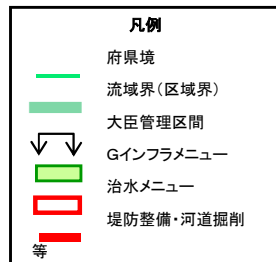 凡例
府県境
流域界(区域界)
大臣管理区間
Gインフラメニュー
治水メニュー
堤防整備・河道掘削
等